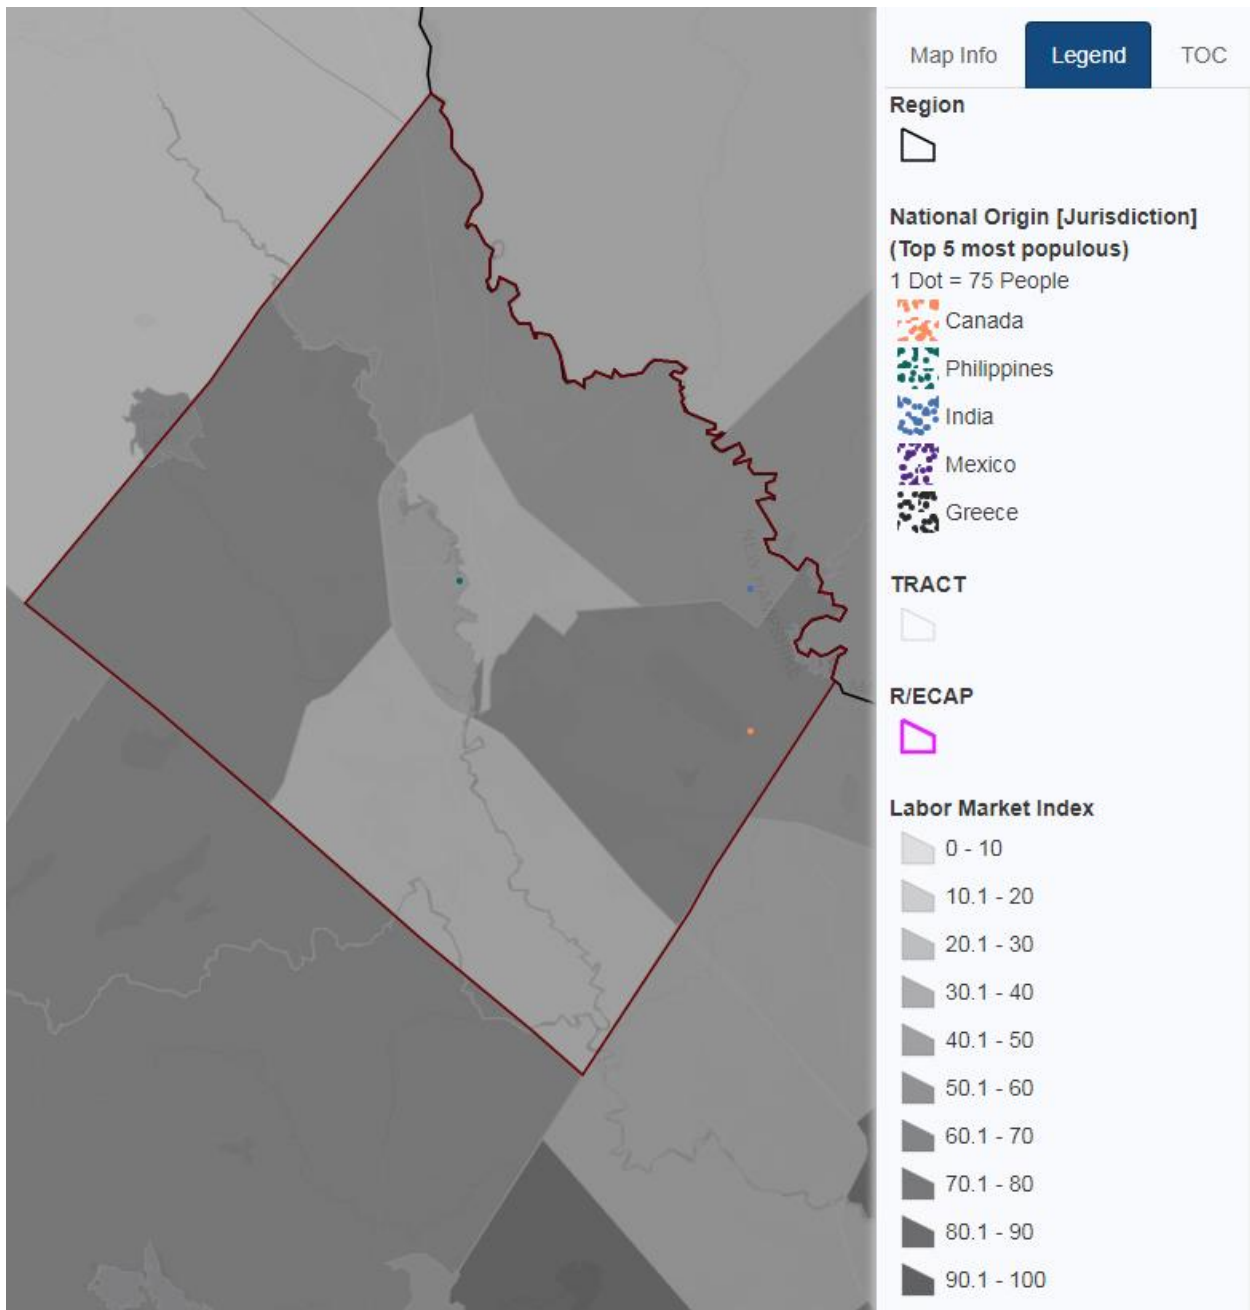 Map Info
Legend
TOC
Region
National Origin [Jurisdiction]
(Top 5 most populous)
1 Dot = 75 People
Canada
Philippines
India
Mexico
Greece
TRACT
R/ECAP
Labor Market Index
0 - 10
10.1 - 20
20.1 - 30
30.1 - 40
40.1 - 50
50.1 - 60
60.1 - 70
70.1 - 80
80.1 - 90
90.1 - 100